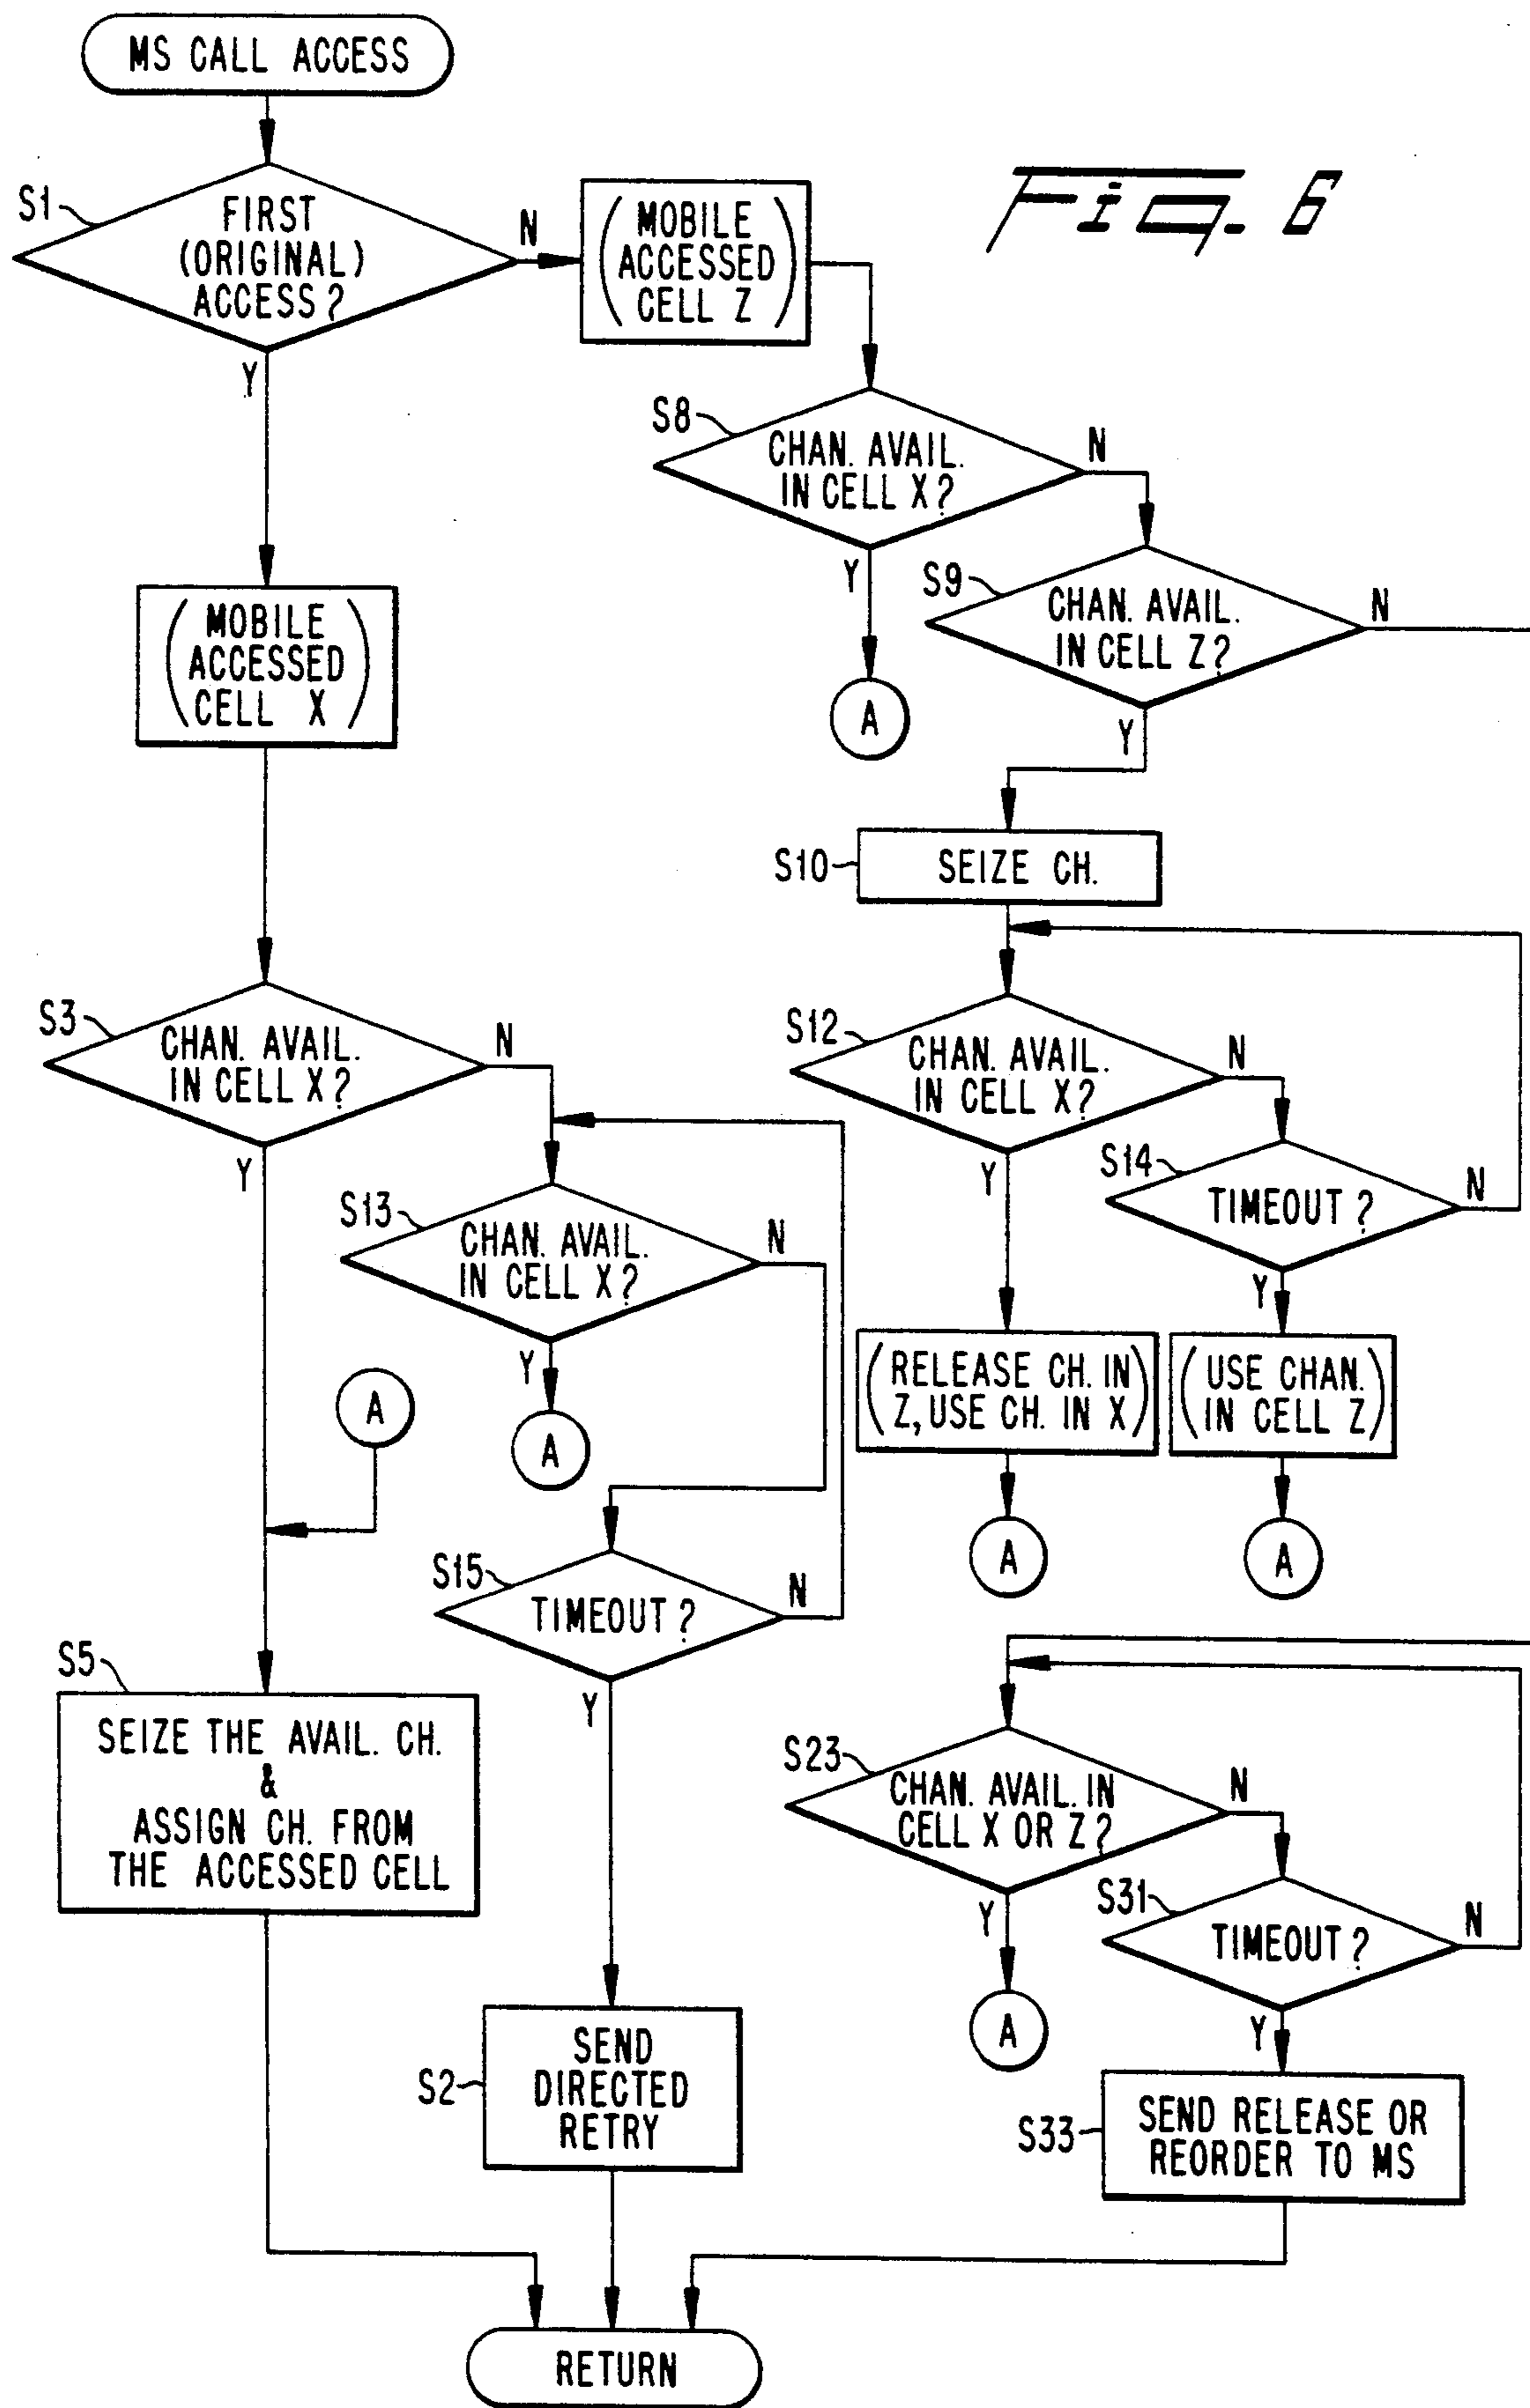 MS CALL ACCESS
Fig. 6
S1
FIRST
(ORIGINAL)
ACCESS?
N
Y
(MOBILE
ACCESSED
CELL Z)
S8
CHAN. AVAIL.
IN CELL X?
N
Y
A
S9
CHAN. AVAIL.
IN CELL Z?
N
Y
(MOBILE
ACCESSED
CELL X)
S10
SEIZE CH.
S3
CHAN. AVAIL.
IN CELL X?
N
Y
S12
CHAN. AVAIL.
IN CELL X?
N
Y
S14
TIMEOUT?
N
Y
S13
CHAN. AVAIL.
IN CELL X?
N
Y
A
A
(RELEASE CH. IN
Z, USE CH. IN X)
(USE CHAN.
IN CELL Z)
A
A
S15
TIMEOUT?
N
Y
S5
SEIZE THE AVAIL. CH.
&
ASSIGN CH. FROM
THE ACCESSED CELL
S23
CHAN. AVAIL. IN
CELL X OR Z?
N
Y
A
S31
TIMEOUT?
N
Y
S2
SEND
DIRECTED
RETRY
S33
SEND RELEASE OR
REORDER TO MS
RETURN